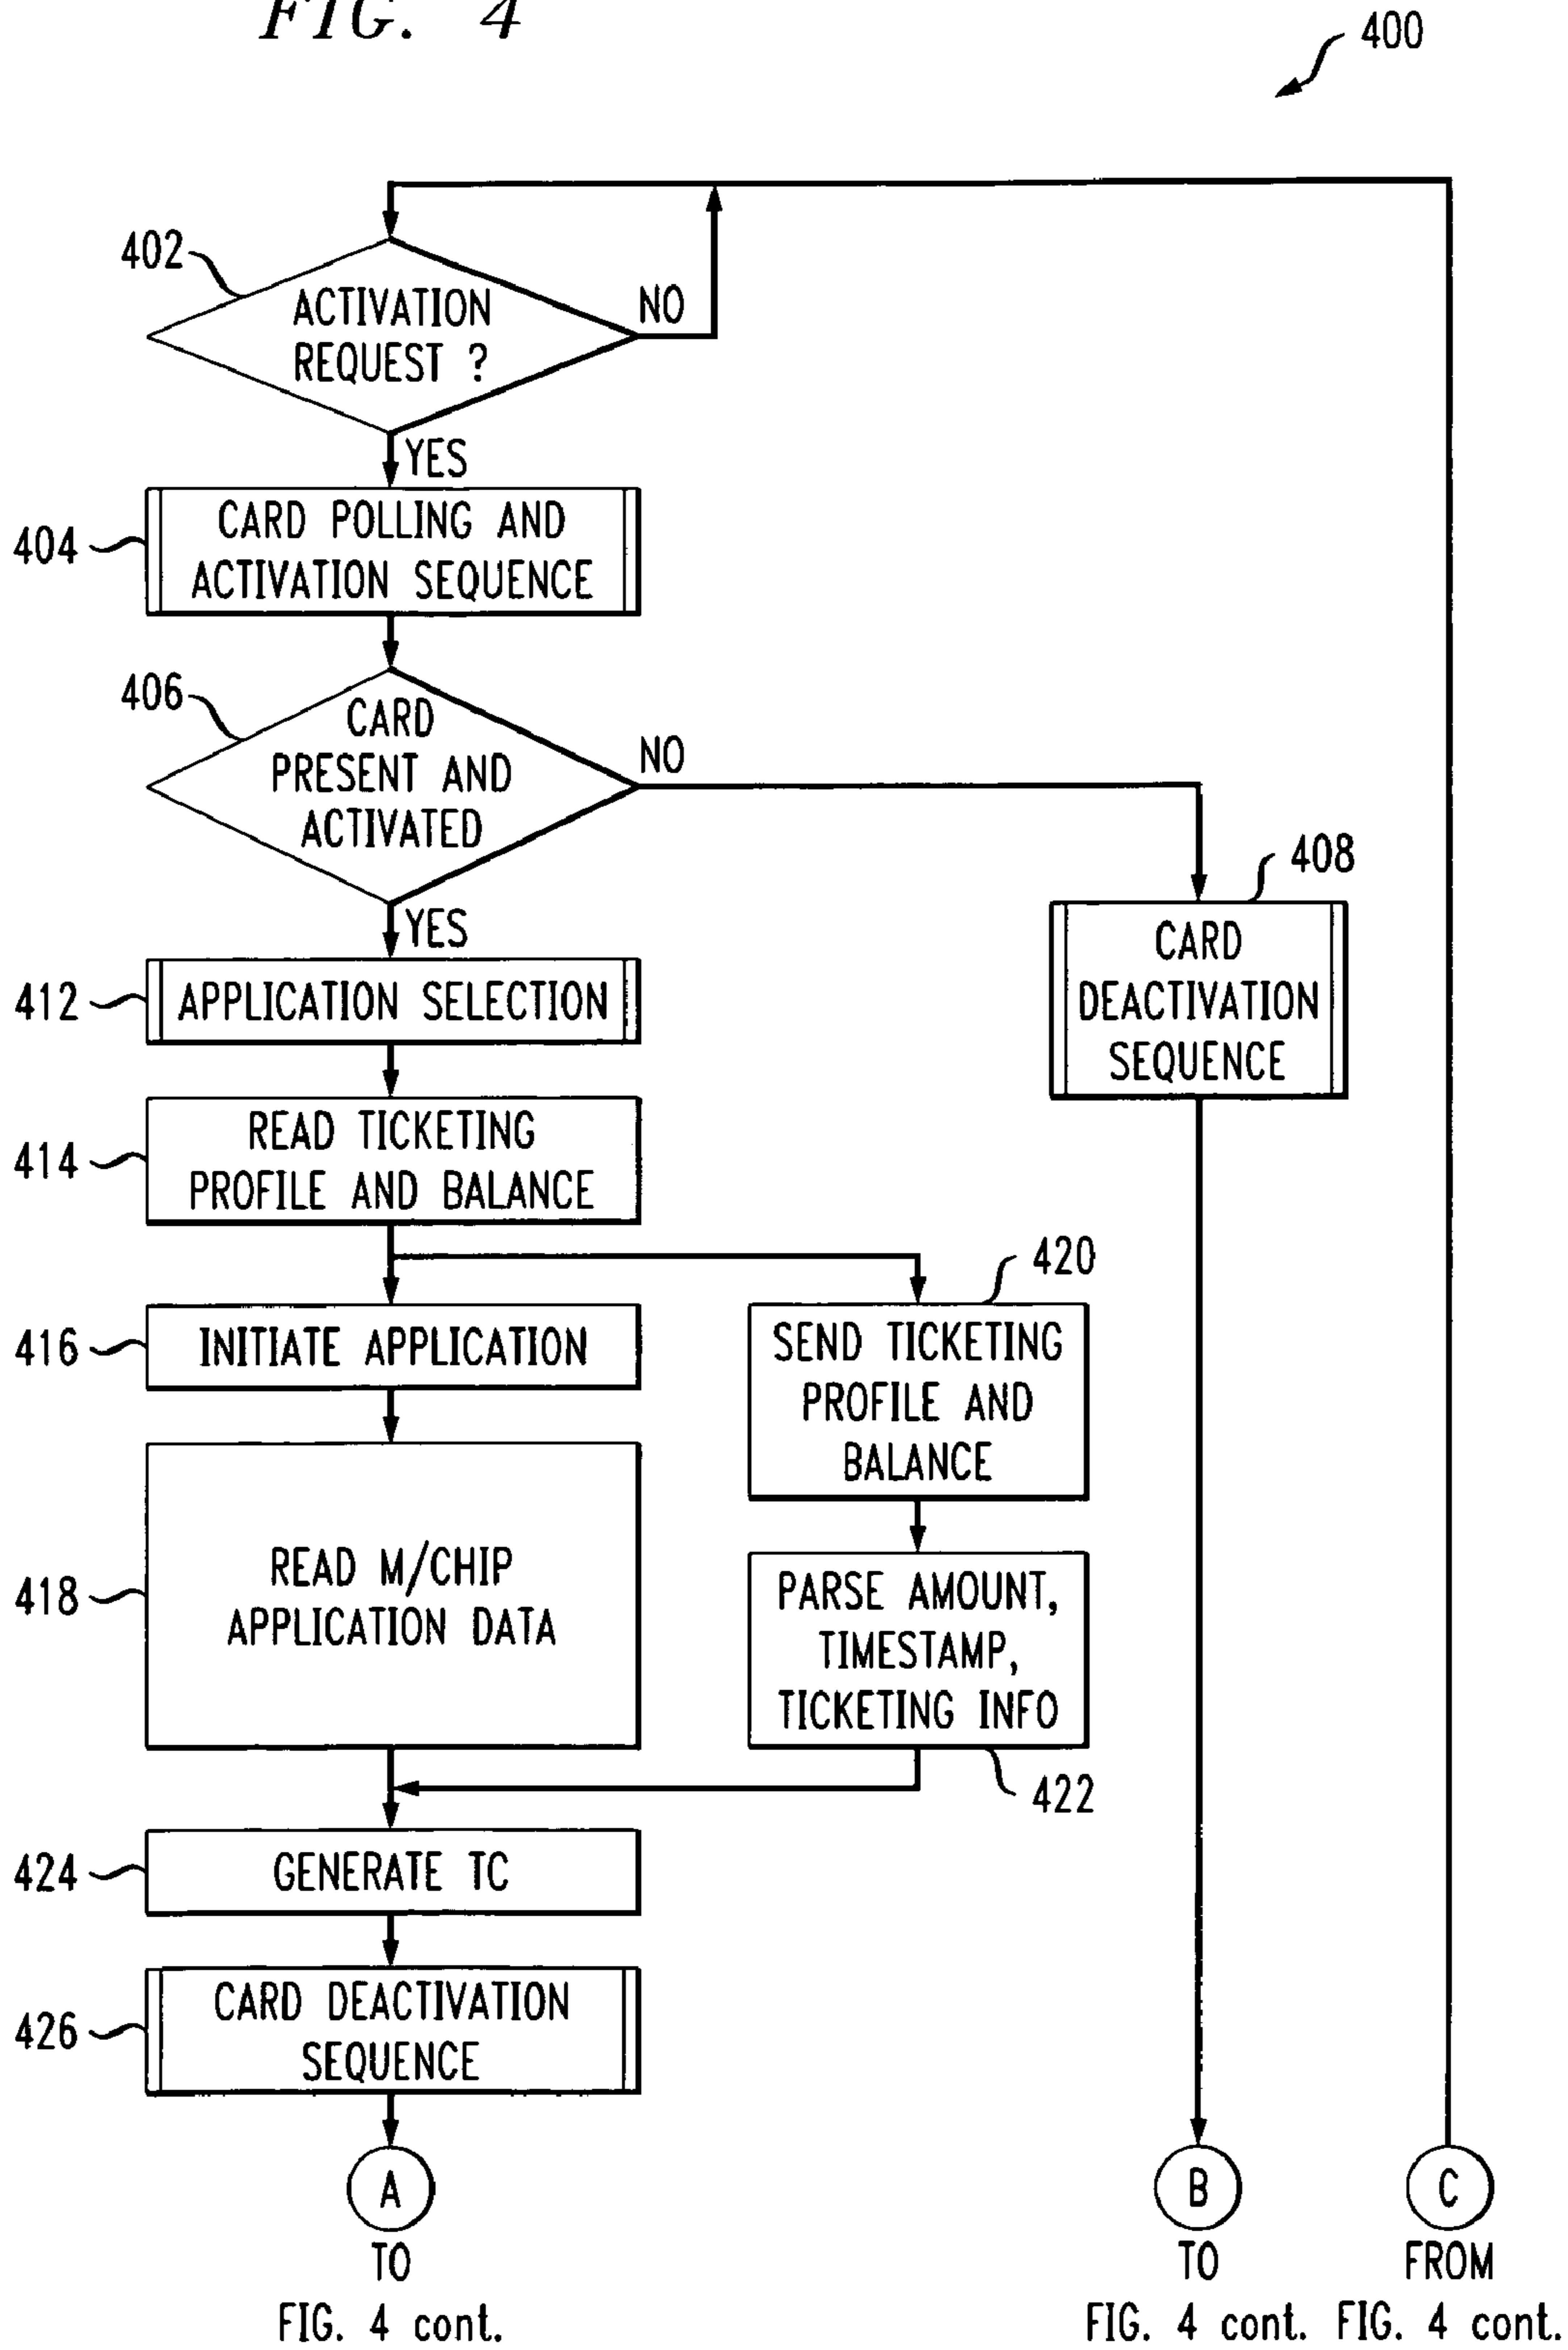 FIG. 4
400
402
ACTIVATION
REQUEST ?
NO
YES
404
CARD POLLING AND
ACTIVATION SEQUENCE
406
CARD
PRESENT AND
ACTIVATED
NO
YES
408
CARD
DEACTIVATION
SEQUENCE
412
APPLICATION SELECTION
414
READ TICKETING
PROFILE AND BALANCE
416
INITIATE APPLICATION
420
SEND TICKETING
PROFILE AND
BALANCE
418
READ M/CHIP
APPLICATION DATA
PARSE AMOUNT,
TIMESTAMP,
TICKETING INFO
422
424
GENERATE TC
426
CARD DEACTIVATION
SEQUENCE
A
TO
FIG. 4 cont.
B
TO
FIG. 4 cont.
C
FROM
FIG. 4 cont.